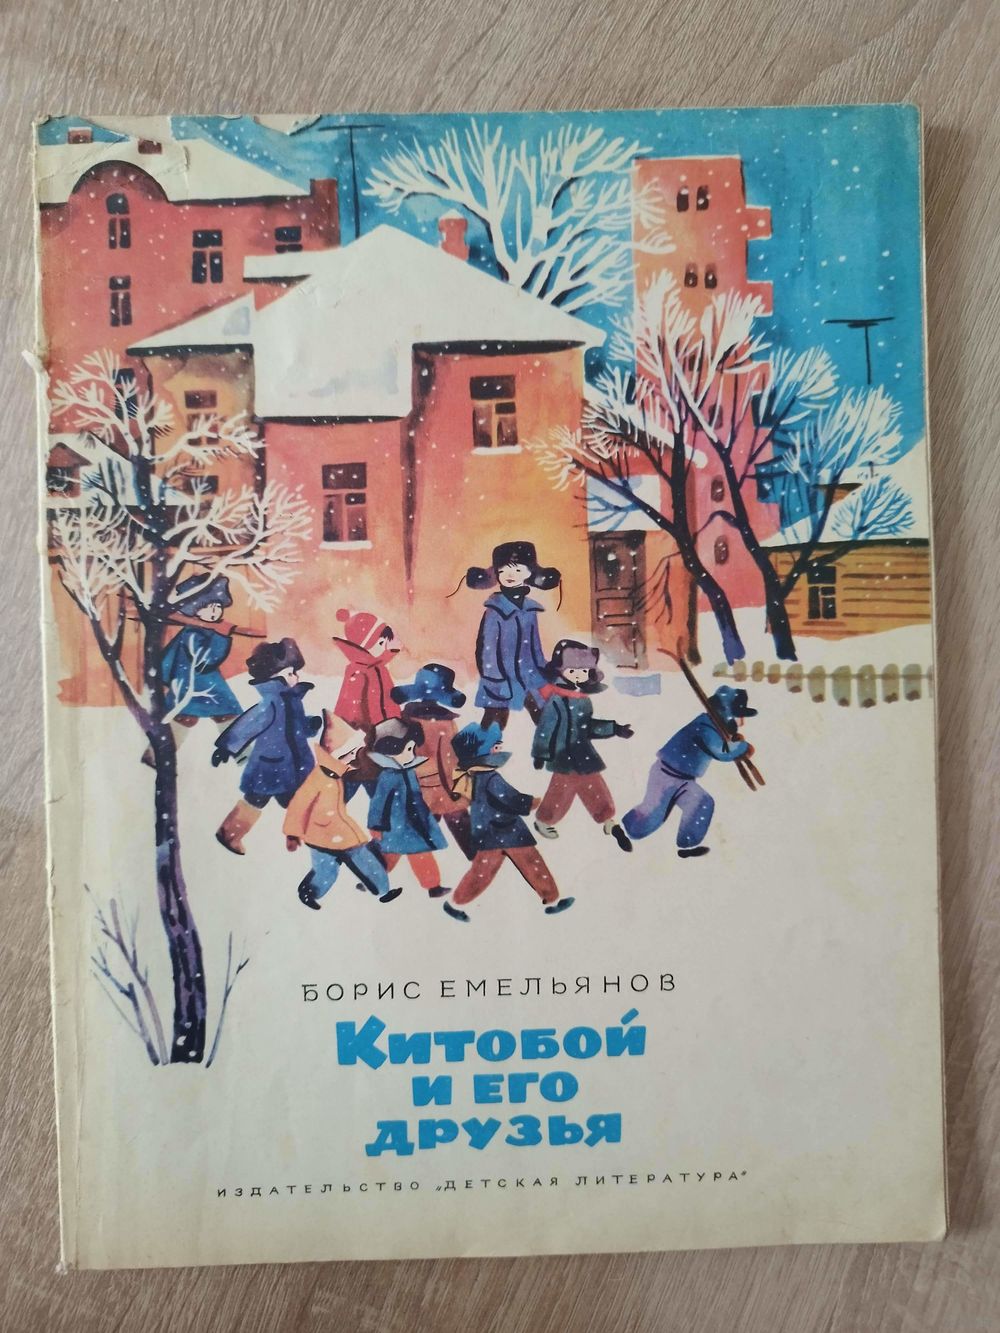 БОРИС ЕМЕЛЬЯНОВ
КИТОБОЙ
И ЕГО
ДРУЗЬЯ
ИЗДАТЕЛЬСТВО „ДЕТСКАЯ ЛИТЕРАТУРА"